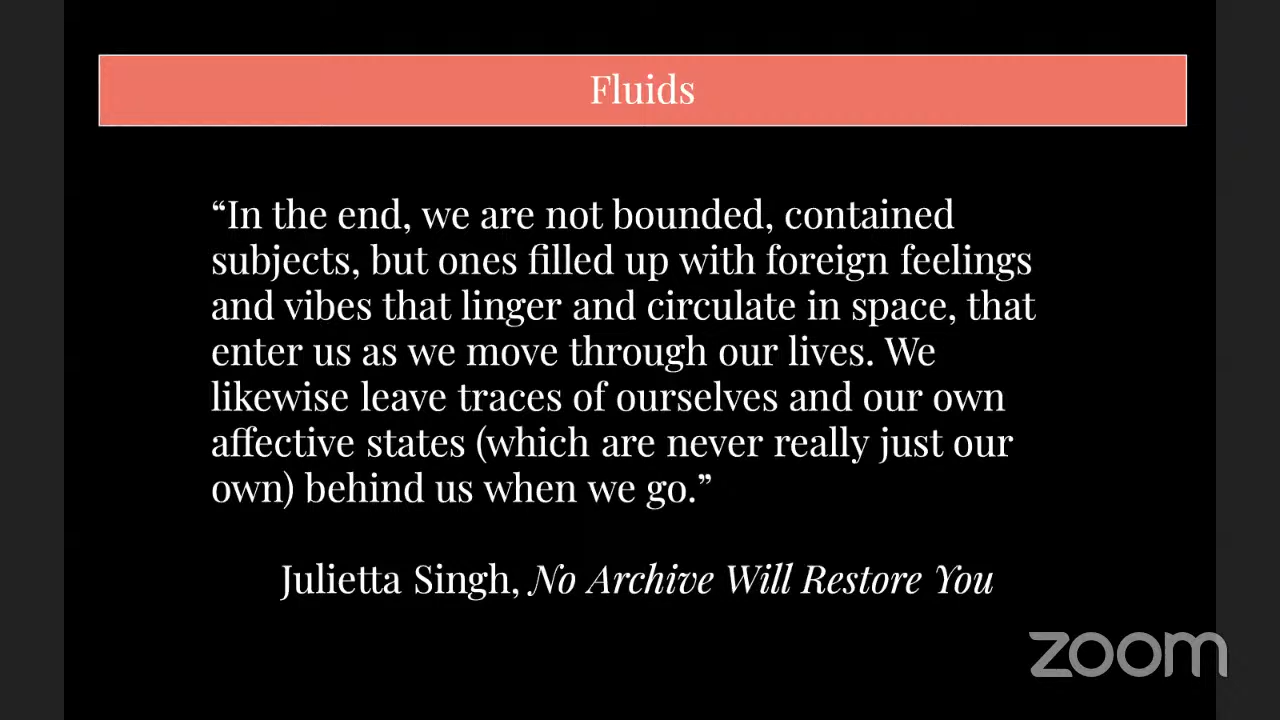 Fluids
“In the end, we are not bounded, contained
subjects, but ones filled up with foreign feelings
and vibes that linger and circulate in space, that
enter us as we move through our lives. We
likewise leave traces of ourselves and our own
affective states (which are never really just our
own) behind us when we go.”
Julietta Singh, No Archive Will Restore You
zoom